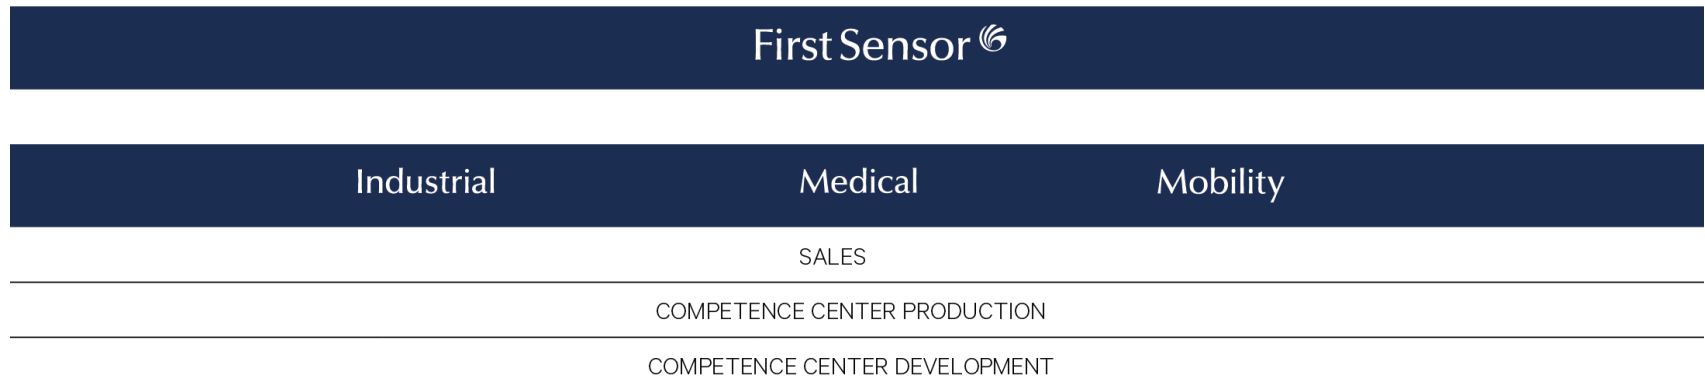 First Sensor
Industrial Medical Mobility
SALES
COMPETENCE CENTER PRODUCTION
COMPETENCE CENTER DEVELOPMENT